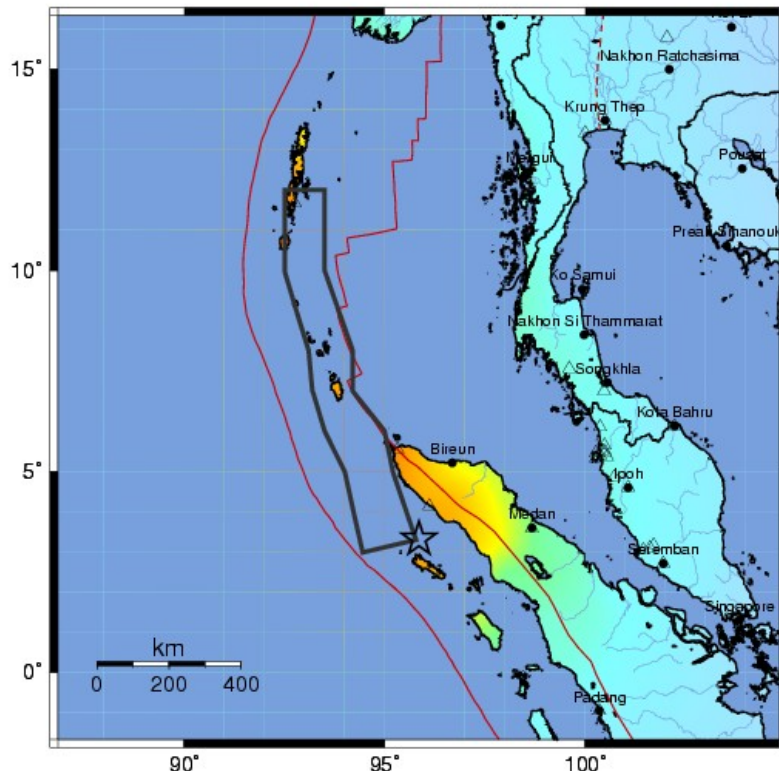 15˚
Nakhon Ratchasima
Krung Thep
Mergui
Pousat
Preah Sihanouk
Ko Samui
10˚
Nakhon Si Thammarat
Songkhla
Kota Bahru
Bireun
5˚
Ipoh
Medan
Seremban
Singapore
km
0 200 400
0˚
Padang
90˚ 95˚ 100˚